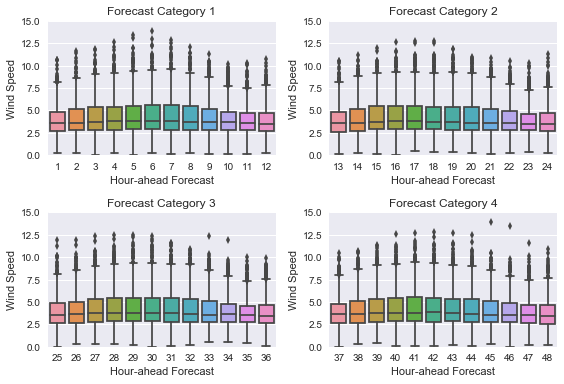 Forecast Category 1
15.0
12.5
10.0
7.5
5.0
2.5
0.0
Wind Speed
1 2 3 4 5 6 7 8 9 10 11 12
Hour-ahead Forecast
Forecast Category 2
15.0
12.5
10.0
7.5
5.0
2.5
0.0
Wind Speed
13 14 15 16 17 18 19 20 21 22 23 24
Hour-ahead Forecast
Forecast Category 3
15.0
12.5
10.0
7.5
5.0
2.5
0.0
Wind Speed
25 26 27 28 29 30 31 32 33 34 35 36
Hour-ahead Forecast
Forecast Category 4
15.0
12.5
10.0
7.5
5.0
2.5
0.0
Wind Speed
37 38 39 40 41 42 43 44 45 46 47 48
Hour-ahead Forecast